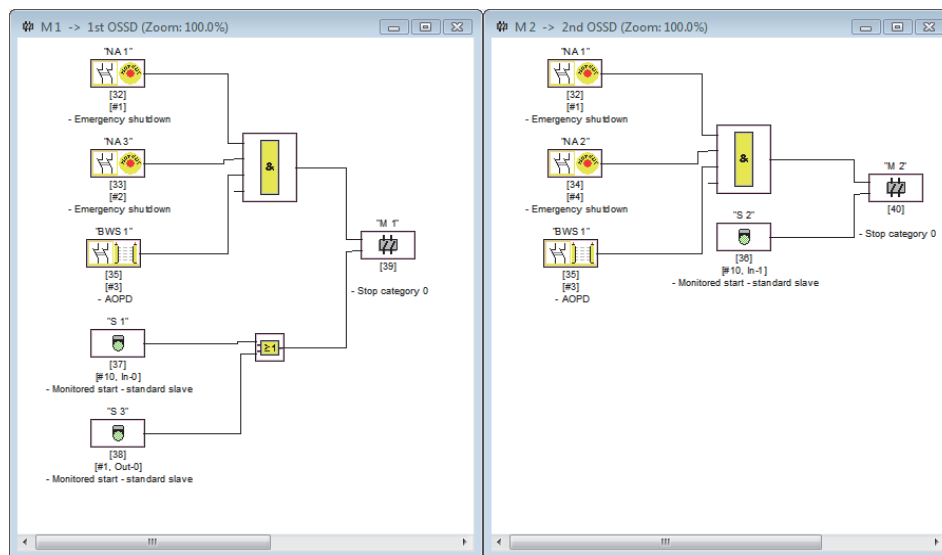 M 1 -> 1st OSSD (Zoom: 100.0%)
"NA 1"
[32]
[#1]
- Emergency shutdown
"NA 3"
[33]
[#2]
- Emergency shutdown
"BWS 1"
[35]
[#3]
- AOPD
"S 1"
[37]
[#10, In-0]
- Monitored start - standard slave
"S 3"
[38]
[#1, Out-0]
- Monitored start - standard slave
&
≥1
"M 1"
[39]
- Stop category 0
M 2 -> 2nd OSSD (Zoom: 100.0%)
"NA 1"
[32]
[#1]
- Emergency shutdown
"NA 2"
[34]
[#4]
- Emergency shutdown
"BWS 1"
[35]
[#3]
- AOPD
&
"S 2"
[36]
[#10, In-1]
- Monitored start - standard slave
"M 2"
[40]
- Stop category 0